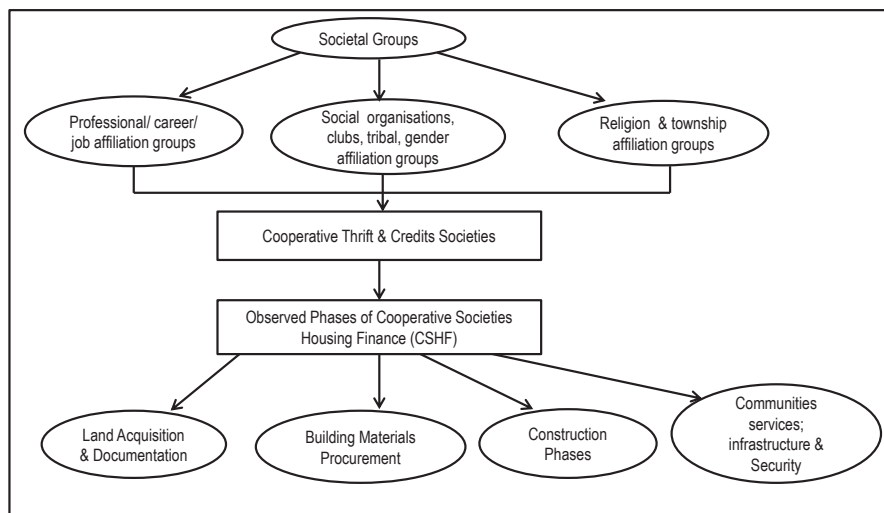 Societal Groups
Professional/ career/
job affiliation groups
Social organisations,
clubs, tribal, gender
affiliation groups
Religion & township
affiliation groups
Cooperative Thrift & Credits Societies
Observed Phases of Cooperative Societies
Housing Finance (CSHF)
Land Acquisition
& Documentation
Building Materials
Procurement
Construction
Phases
Communities
services;
infrastructure &
Security